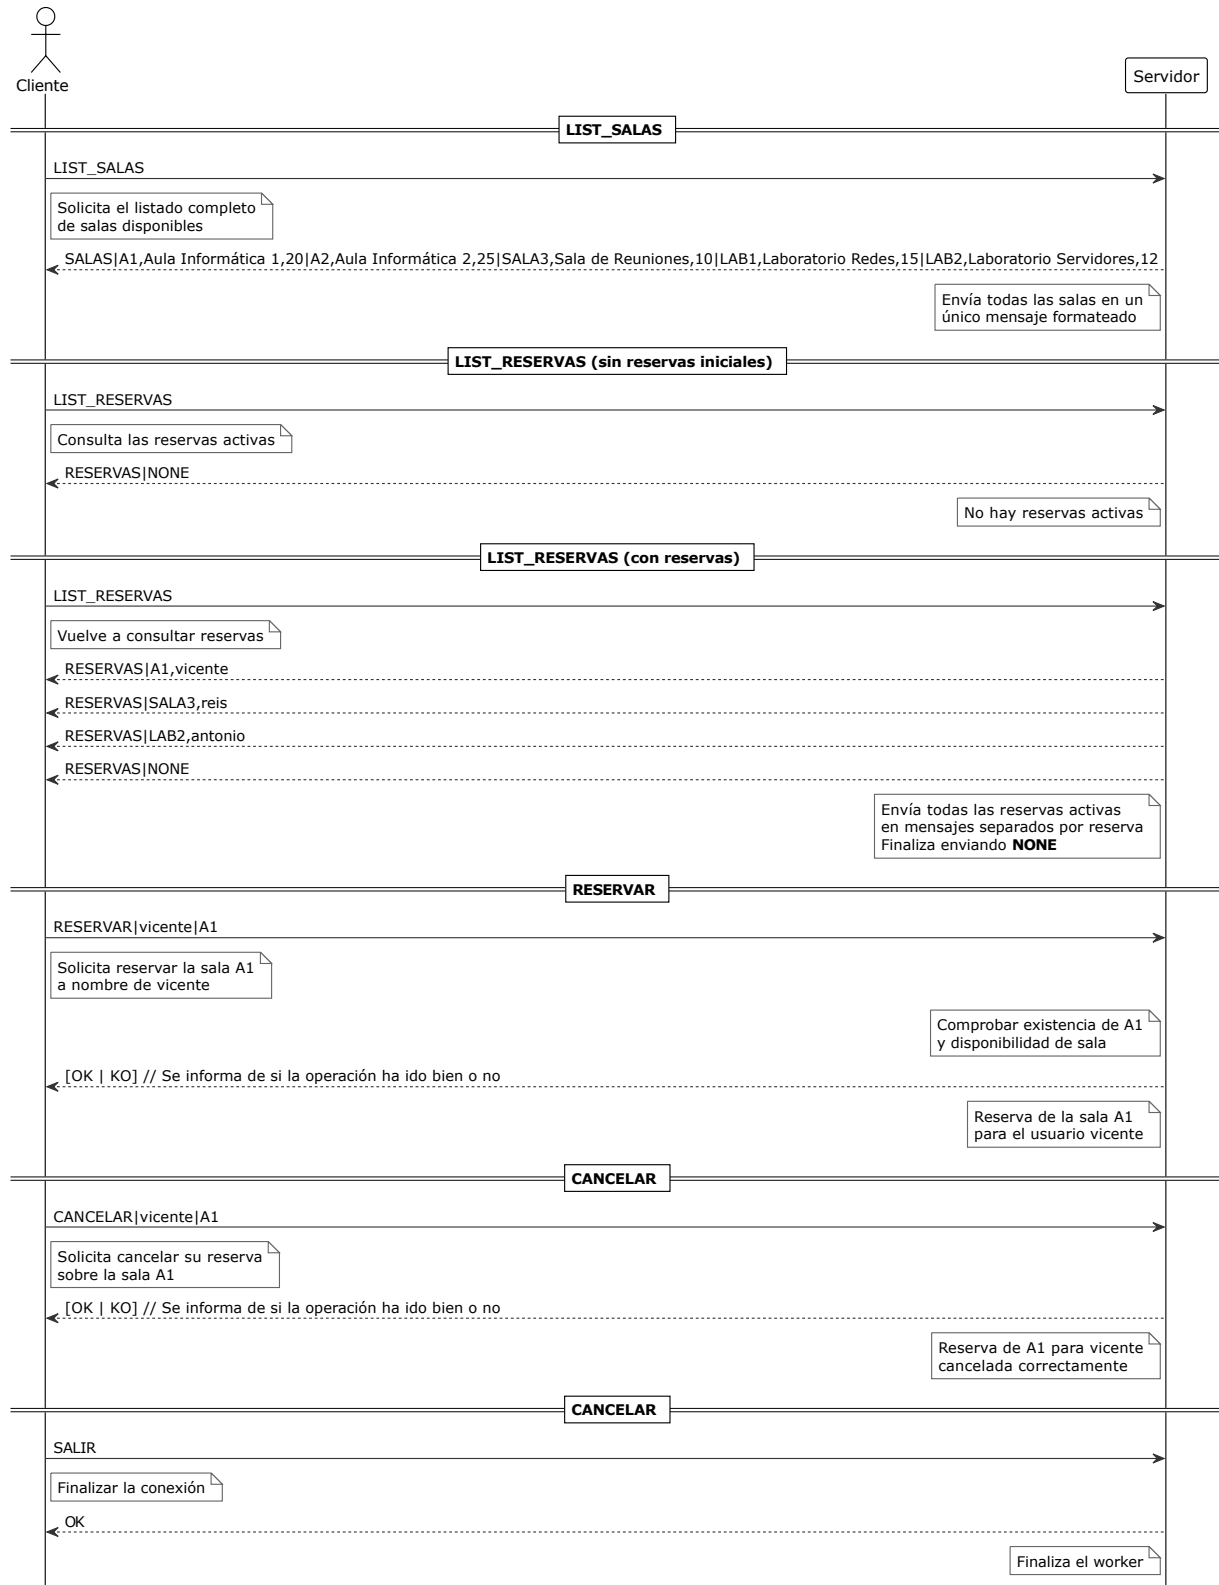 Cliente
Servidor
LIST_SALAS
LIST_SALAS
Solicita el listado completo
de salas disponibles
SALAS|A1,Aula Informática 1,20|A2,Aula Informática 2,25|SALA3,Sala de Reuniones,10|LAB1,Laboratorio Redes,15|LAB2,Laboratorio Servidores,12
Envía todas las salas en un
único mensaje formateado
LIST_RESERVAS (sin reservas iniciales)
LIST_RESERVAS
Consulta las reservas activas
RESERVAS|NONE
No hay reservas activas
LIST_RESERVAS (con reservas)
LIST_RESERVAS
Vuelve a consultar reservas
RESERVAS|A1,vicente
RESERVAS|SALA3,reis
RESERVAS|LAB2,antonio
RESERVAS|NONE
Envía todas las reservas activas
en mensajes separados por reserva
Finaliza enviando NONE
RESERVAR
RESERVAR|vicente|A1
Solicita reservar la sala A1
a nombre de vicente
Comprobar existencia de A1
y disponibilidad de sala
[OK | KO] // Se informa de si la operación ha ido bien o no
Reserva de la sala A1
para el usuario vicente
CANCELAR
CANCELAR|vicente|A1
Solicita cancelar su reserva
sobre la sala A1
[OK | KO] // Se informa de si la operación ha ido bien o no
Reserva de A1 para vicente
cancelada correctamente
CANCELAR
SALIR
Finalizar la conexión
OK
Finaliza el worker